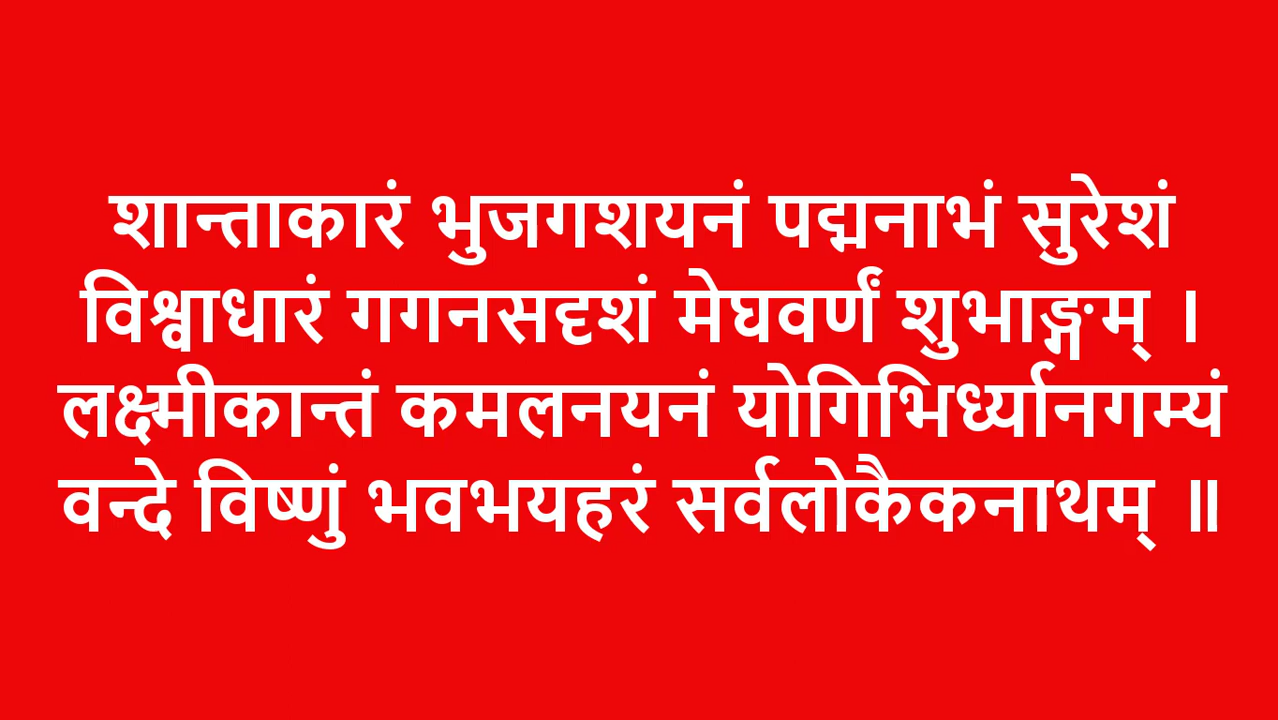 शान्ताकारं भुजगशयनं पद्मनाभं सुरेशं
विश्वाधारं गगनसदृशं मेघवर्णं शुभाङ्गम् ।
लक्ष्मीकान्तं कमलनयनं योगिभिर्ध्यानगम्यं
वन्दे विष्णुं भवभयहरं सर्वलोकैकनाथम् ॥